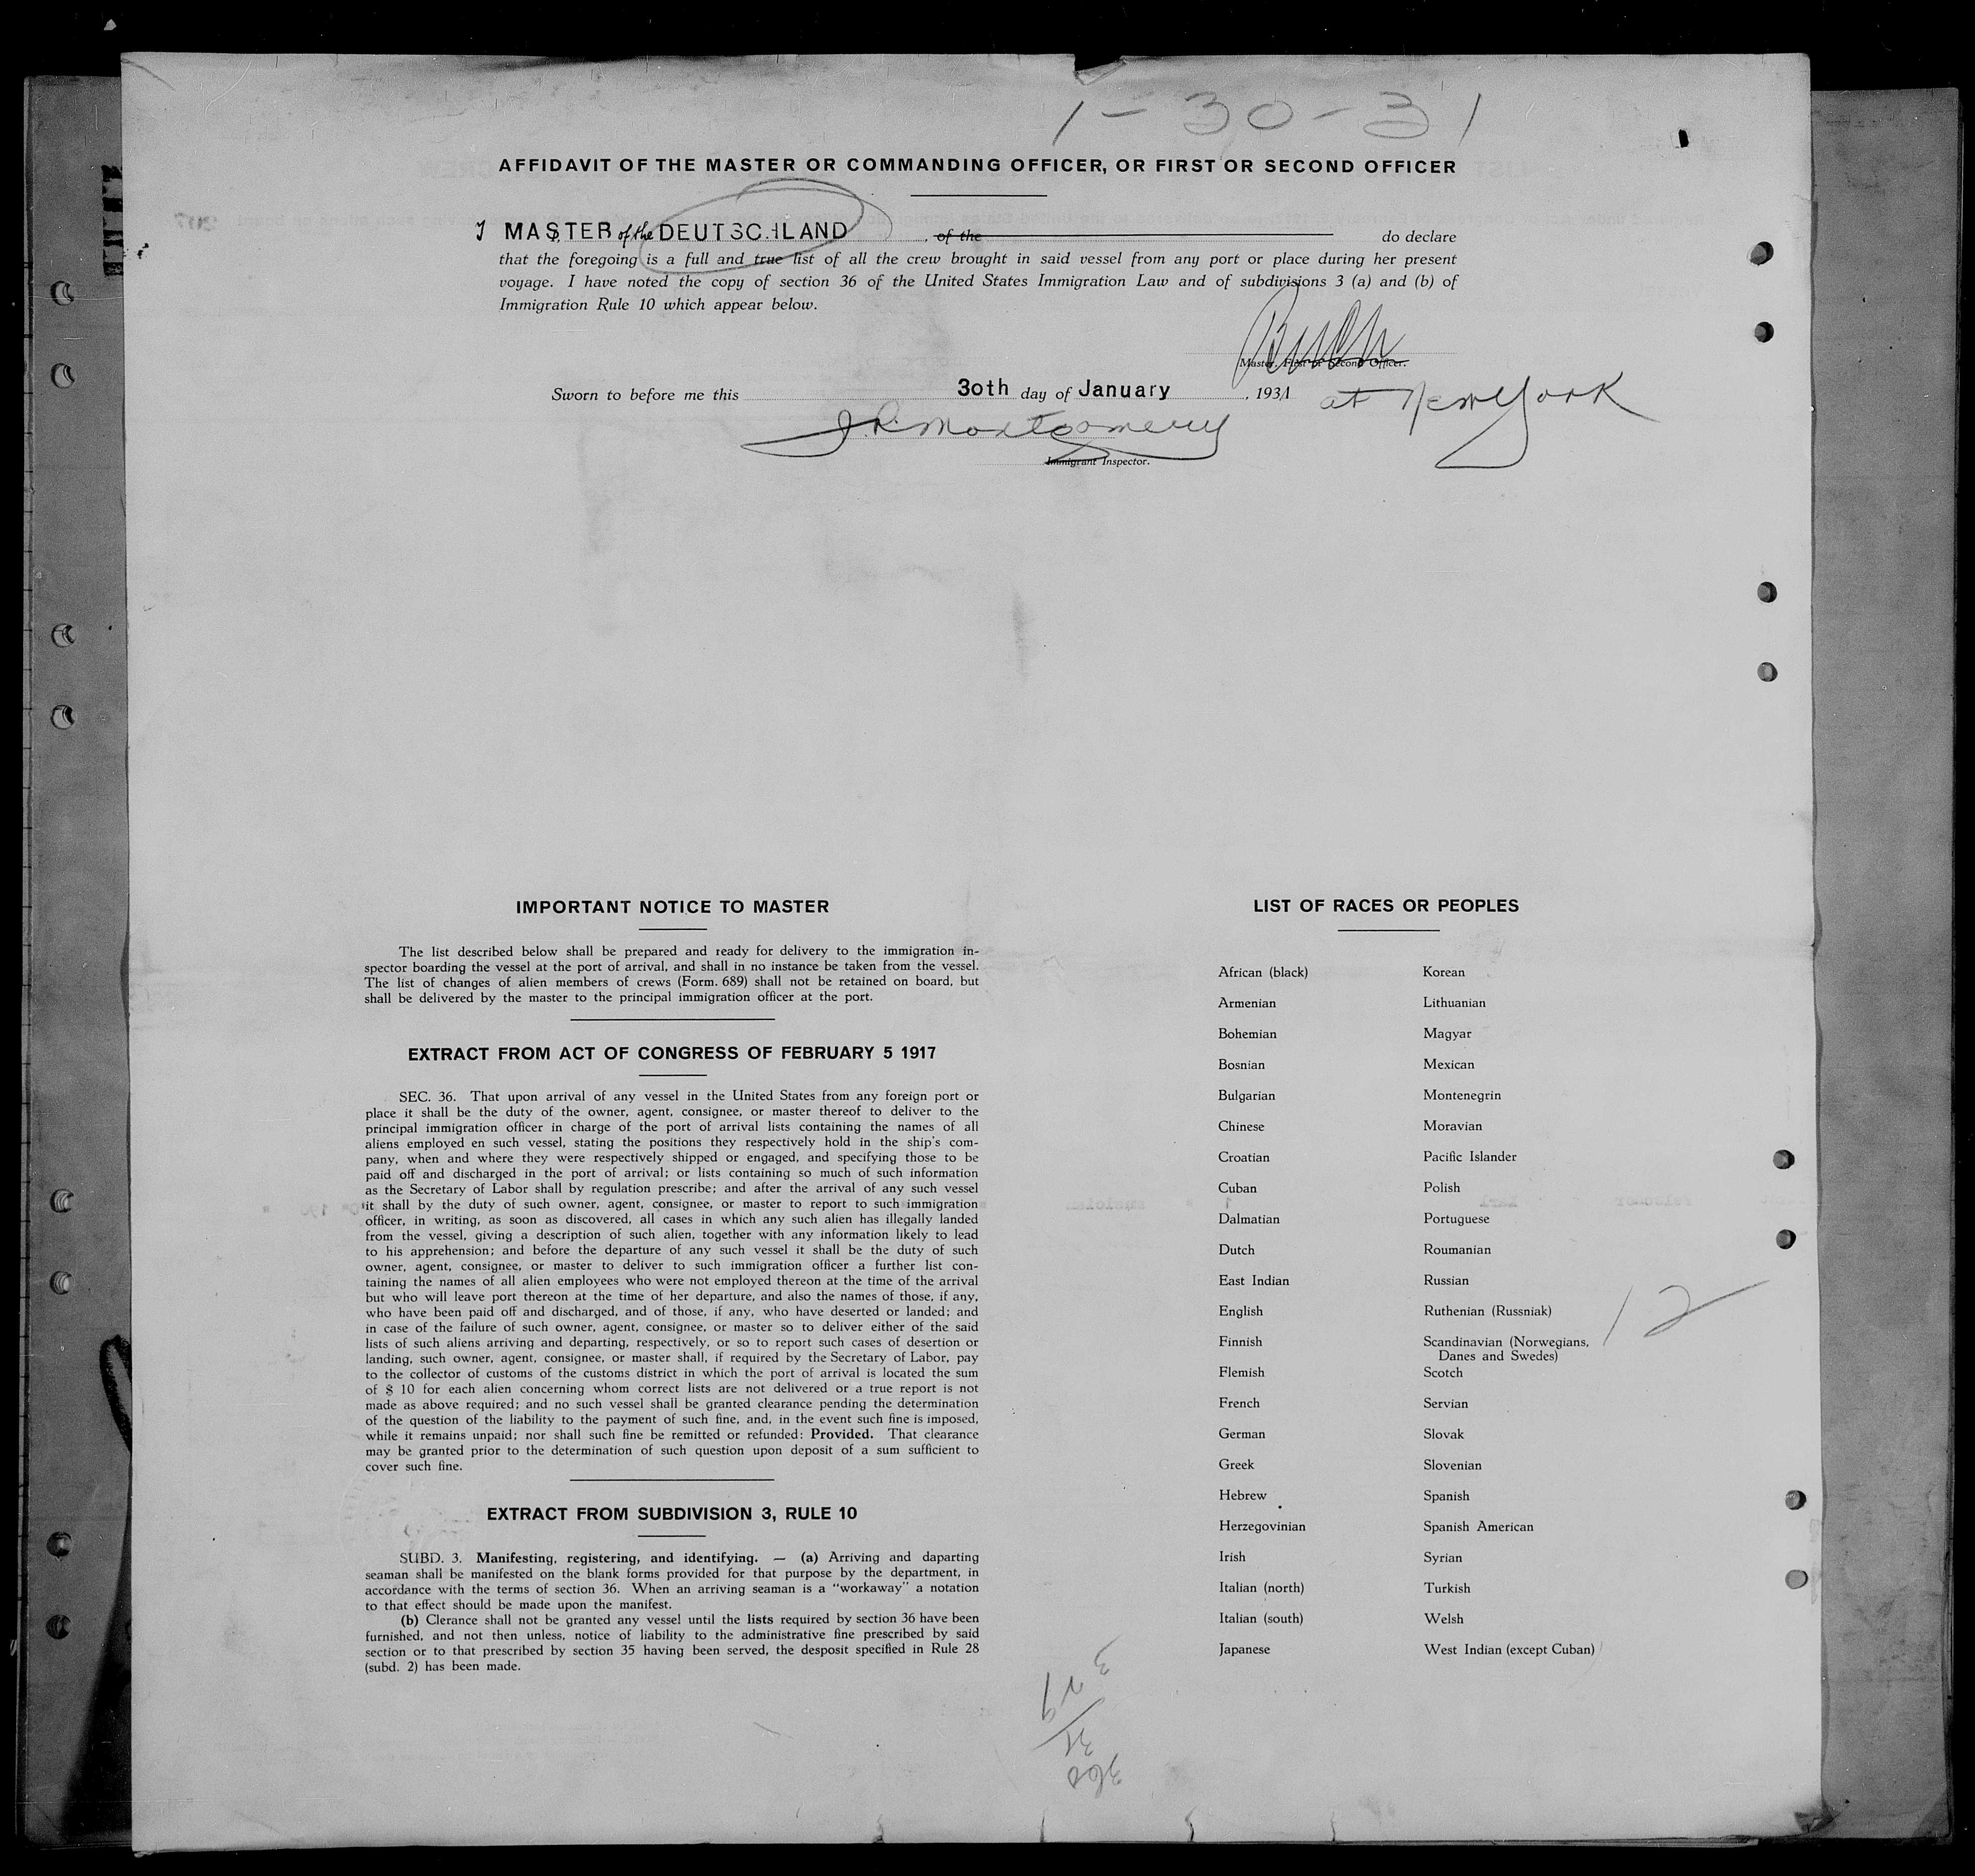 1-30-31
AFFIDAVIT OF THE MASTER OR COMMANDING OFFICER, OR FIRST OR SECOND OFFICER
I MASTER of the DEUTSCHLAND, of the do declare
that the foregoing is a full and true list of all the crew brought in said vessel from any port or place during her present
voyage. I have noted the copy of section 36 of the United States Immigration Law and of subdivisions 3 (a) and (b) of
Immigration Rule 10 which appear below.
Master, First or Second Officer.
Sworn to before me this 30th day of January, 1931 at New York
J.R. Montgomery
Immigrant Inspector.
IMPORTANT NOTICE TO MASTER
The list described below shall be prepared and ready for delivery to the immigration in-
spector boarding the vessel at the port of arrival, and shall in no instance be taken from the vessel.
The list of changes of alien members of crews (Form. 689) shall not be retained on board, but
shall be delivered by the master to the principal immigration officer at the port.
EXTRACT FROM ACT OF CONGRESS OF FEBRUARY 5 1917
SEC. 36. That upon arrival of any vessel in the United States from any foreign port or
place it shall be the duty of the owner, agent, consignee, or master thereof to deliver to the
principal immigration officer in charge of the port of arrival lists containing the names of all
aliens employed en such vessel, stating the positions they respectively hold in the ship's com-
pany, when and where they were respectively shipped or engaged, and specifying those to be
paid off and discharged in the port of arrival; or lists containing so much of such information
as the Secretary of Labor shall by regulation prescribe; and after the arrival of any such vessel
it shall by the duty of such owner, agent, consignee, or master to report to such immigration
officer, in writing, as soon as discovered, all cases in which any such alien has illegally landed
from the vessel, giving a description of such alien, together with any information likely to lead
to his apprehension; and before the departure of any such vessel it shall be the duty of such
owner, agent, consignee, or master to deliver to such immigration officer a further list con-
taining the names of all alien employees who were not employed thereon at the time of the arrival
but who will leave port thereon at the time of her departure, and also the names of those, if any,
who have been paid off and discharged, and of those, if any, who have deserted or landed; and
in case of the failure of such owner, agent, consignee, or master so to deliver either of the said
lists of such aliens arriving and departing, respectively, or so to report such cases of desertion or
landing, such owner, agent, consignee, or master shall, if required by the Secretary of Labor, pay
to the collector of customs of the customs district in which the port of arrival is located the sum
of $ 10 for each alien concerning whom correct lists are not delivered or a true report is not
made as above required; and no such vessel shall be granted clearance pending the determination
of the question of the liability to the payment of such fine, and, in the event such fine is imposed,
while it remains unpaid; nor shall such fine be remitted or refunded: Provided. That clearance
may be granted prior to the determination of such question upon deposit of a sum sufficient to
cover such fine.
EXTRACT FROM SUBDIVISION 3, RULE 10
SUBD. 3. Manifesting, registering, and identifying. — (a) Arriving and daparting
seaman shall be manifested on the blank forms provided for that purpose by the department, in
accordance with the terms of section 36. When an arriving seaman is a "workaway" a notation
to that effect should be made upon the manifest.
(b) Clerance shall not be granted any vessel until the lists required by section 36 have been
furnished, and not then unless, notice of liability to the administrative fine prescribed by said
section or to that prescribed by section 35 having been served, the desposit specified in Rule 28
(subd. 2) has been made.
LIST OF RACES OR PEOPLES
African (black) Korean
Armenian Lithuanian
Bohemian Magyar
Bosnian Mexican
Bulgarian Montenegrin
Chinese Moravian
Croatian Pacific Islander
Cuban Polish
Dalmatian Portuguese
Dutch Roumanian
East Indian Russian
English Ruthenian (Russniak)
Finnish Scandinavian (Norwegians,
Danes and Swedes)
Flemish Scotch
French Servian
German Slovak
Greek Slovenian
Hebrew Spanish
Herzegovinian Spanish American
Irish Syrian
Italian (north) Turkish
Italian (south) Welsh
Japanese West Indian (except Cuban)
12